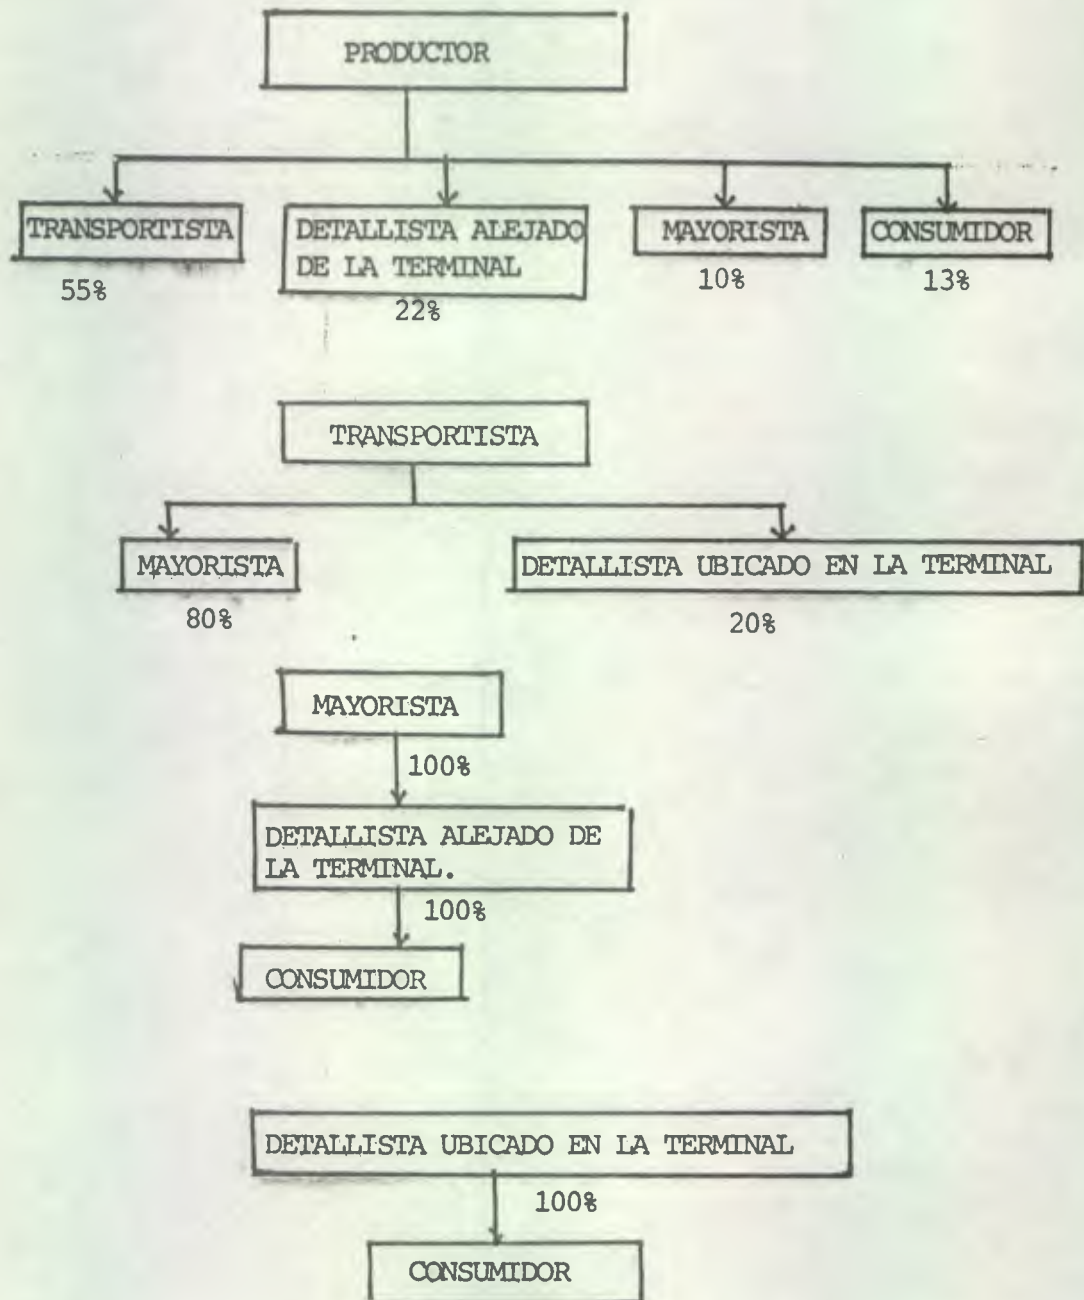 PRODUCTOR
TRANSPORTISTA
55%
DETALLISTA ALEJADO
DE LA TERMINAL
22%
MAYORISTA
10%
CONSUMIDOR
13%
TRANSPORTISTA
MAYORISTA
80%
DETALLISTA UBICADO EN LA TERMINAL
20%
MAYORISTA
100%
DETALLISTA ALEJADO DE
LA TERMINAL.
100%
CONSUMIDOR
DETALLISTA UBICADO EN LA TERMINAL
100%
CONSUMIDOR